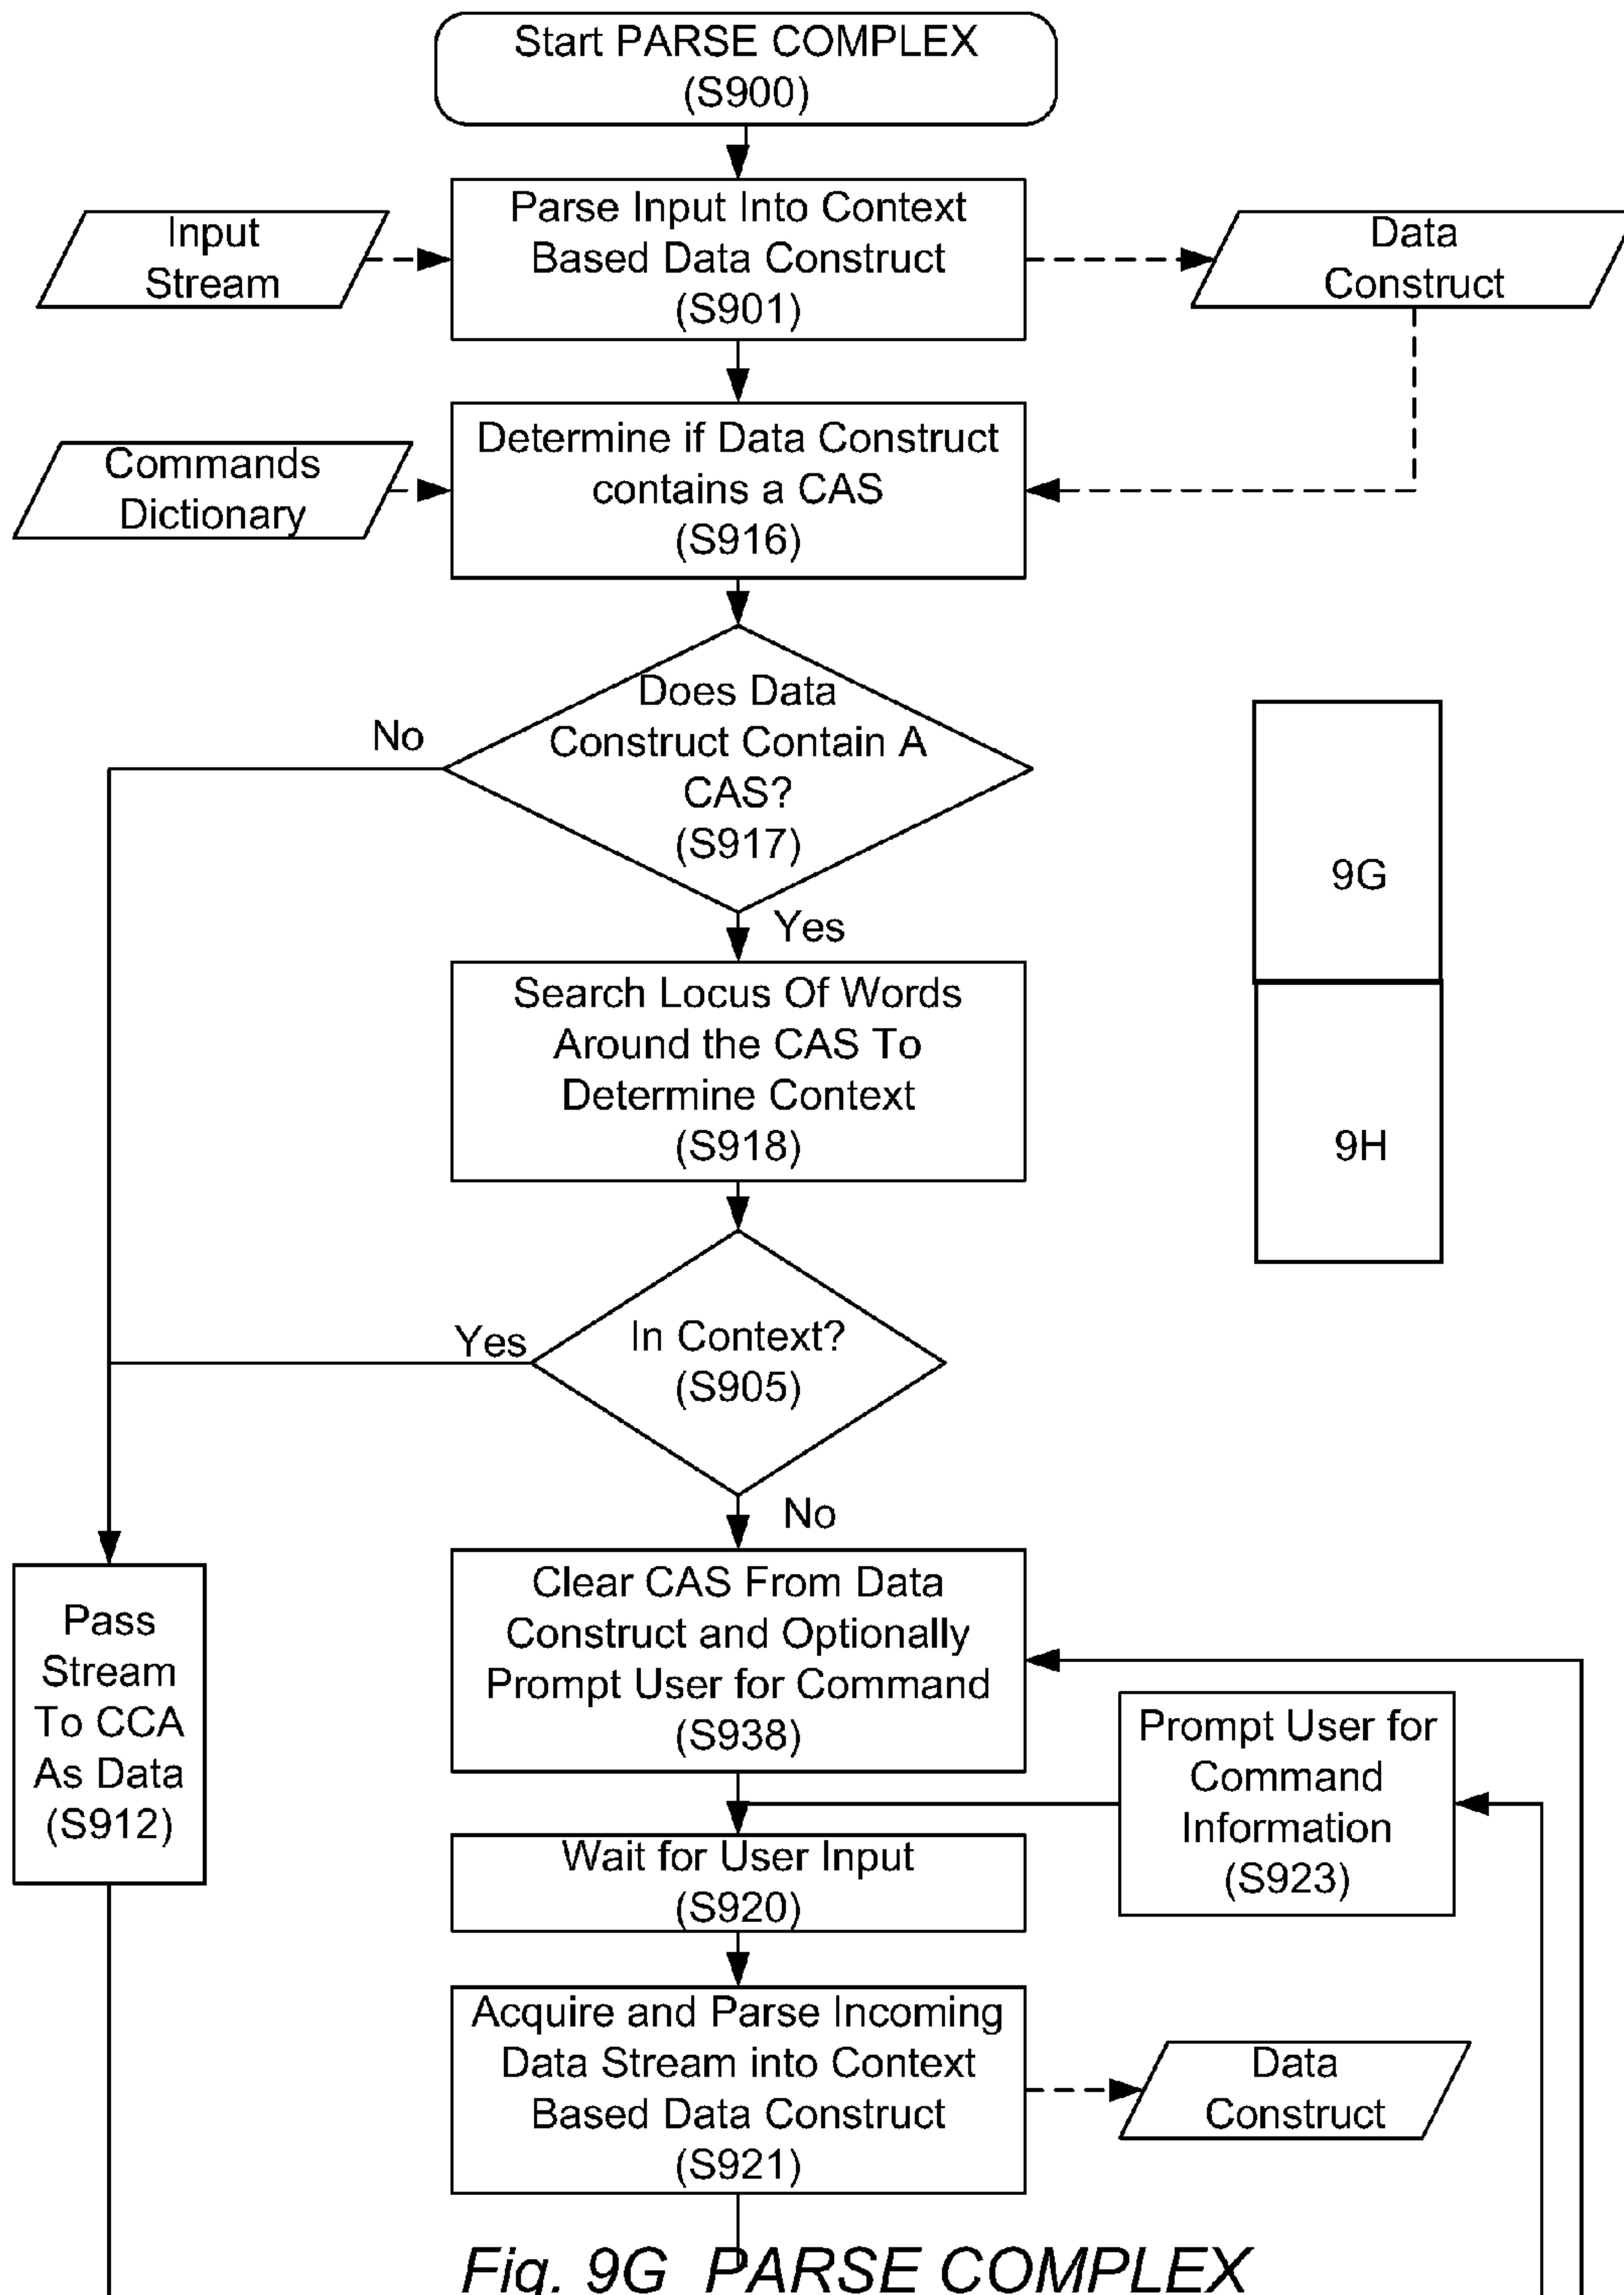 Start PARSE COMPLEX
(S900)
Input
Stream
Parse Input Into Context
Based Data Construct
(S901)
Data
Construct
Commands
Dictionary
Determine if Data Construct
contains a CAS
(S916)
Does Data
Construct Contain A
CAS?
(S917)
No
Yes
9G
9H
Search Locus Of Words
Around the CAS To
Determine Context
(S918)
In Context?
(S905)
Yes
No
Pass
Stream
To CCA
As Data
(S912)
Clear CAS From Data
Construct and Optionally
Prompt User for Command
(S938)
Prompt User for
Command
Information
(S923)
Wait for User Input
(S920)
Acquire and Parse Incoming
Data Stream into Context
Based Data Construct
(S921)
Data
Construct
Fig. 9G PARSE COMPLEX